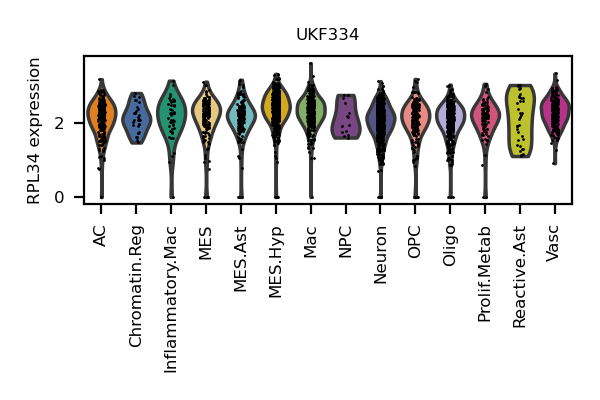 UKF334
RPL34 expression
2
0
AC
Chromatin.Reg
Inflammatory.Mac
MES
MES.Ast
MES.Hyp
Mac
NPC
Neuron
OPC
Oligo
Prolif.Metab
Reactive.Ast
Vasc